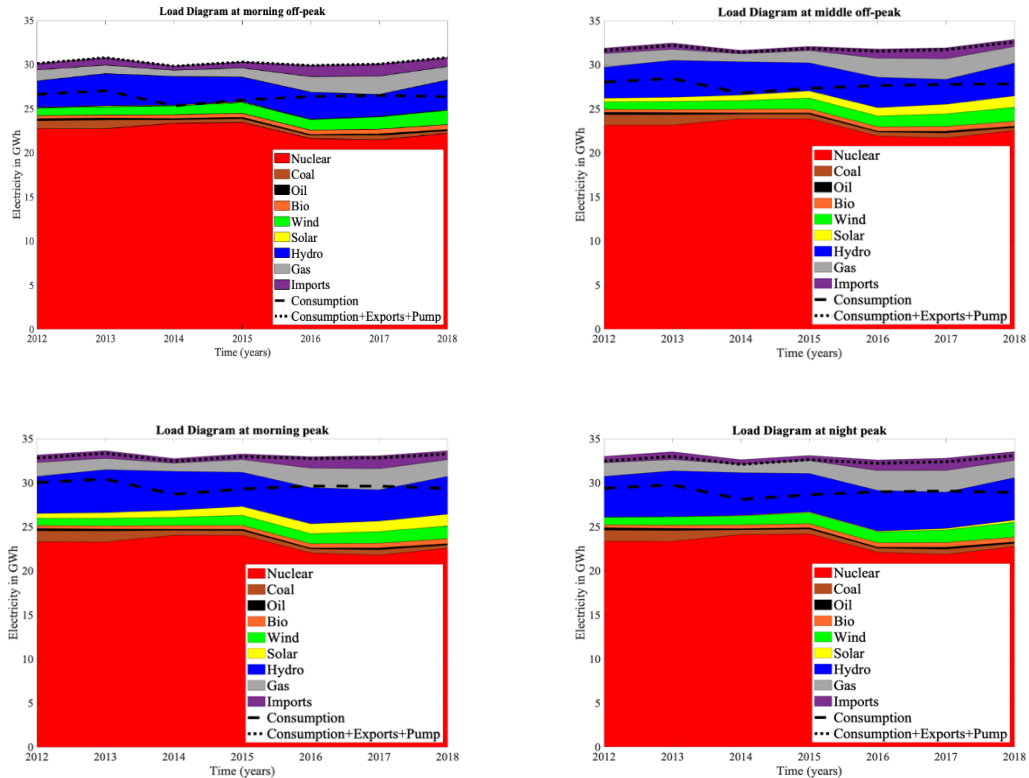 Load Diagram at morning off-peak
35
30
25
20
15
10
5
0
Electricity in GWh
Nuclear
Coal
Oil
Bio
Wind
Solar
Hydro
Gas
Imports
Consumption
Consumption+Exports+Pump
2012 2013 2014 2015 2016 2017 2018
Time (years)
Load Diagram at middle off-peak
35
30
25
20
15
10
5
0
Electricity in GWh
Nuclear
Coal
Oil
Bio
Wind
Solar
Hydro
Gas
Imports
Consumption
Consumption+Exports+Pump
2012 2013 2014 2015 2016 2017 2018
Time (years)
Load Diagram at morning peak
35
30
25
20
15
10
5
0
Electricity in GWh
Nuclear
Coal
Oil
Bio
Wind
Solar
Hydro
Gas
Imports
Consumption
Consumption+Exports+Pump
2012 2013 2014 2015 2016 2017 2018
Time (years)
Load Diagram at night peak
35
30
25
20
15
10
5
0
Electricity in GWh
Nuclear
Coal
Oil
Bio
Wind
Solar
Hydro
Gas
Imports
Consumption
Consumption+Exports+Pump
2012 2013 2014 2015 2016 2017 2018
Time (years)